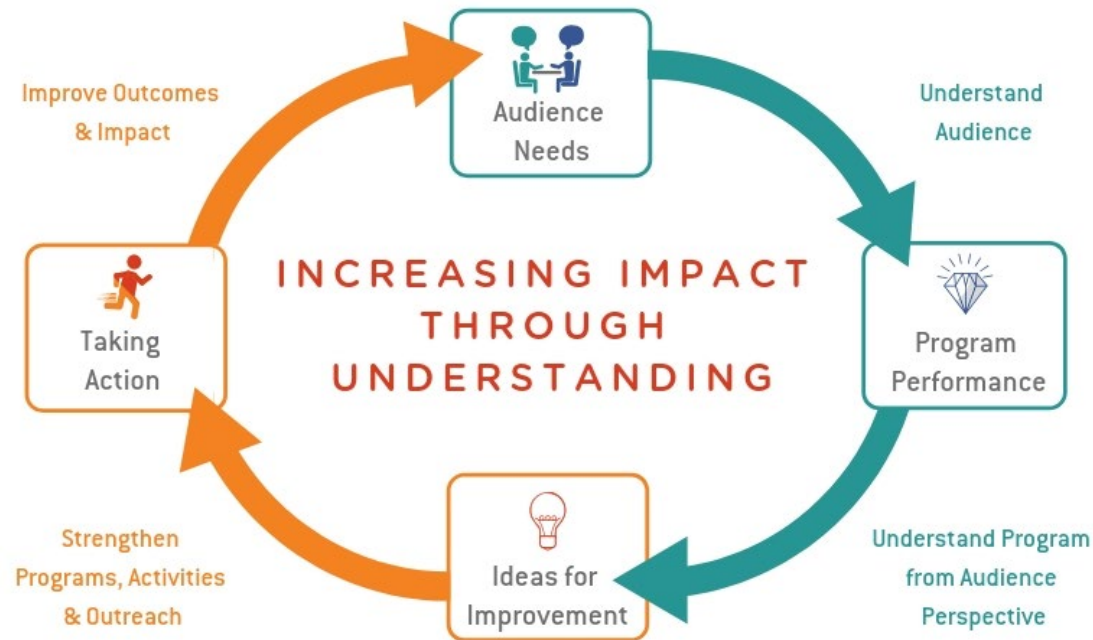 Audience
Needs
Understand
Audience
Program
Performance
Understand Program
from Audience
Perspective
Ideas for
Improvement
Strengthen
Programs, Activities
& Outreach
Taking
Action
Improve Outcomes
& Impact
INCREASING IMPACT
THROUGH
UNDERSTANDING